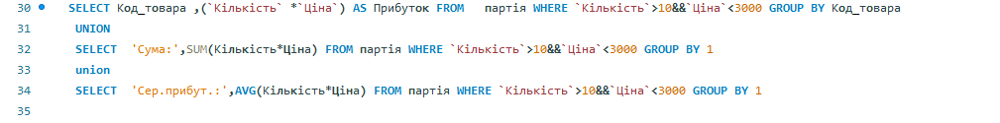 30 SELECT Код_товара ,(`Кількість` *`Ціна`) AS Прибуток FROM партія WHERE `Кількість`>10&&`Ціна`<3000 GROUP BY Код_товара
31 UNION
32 SELECT 'Сума:',SUM(Кількість*Ціна) FROM партія WHERE `Кількість`>10&&`Ціна`<3000 GROUP BY 1
33 union
34 SELECT 'Сер.прибут.:',AVG(Кількість*Ціна) FROM партія WHERE `Кількість`>10&&`Ціна`<3000 GROUP BY 1
35